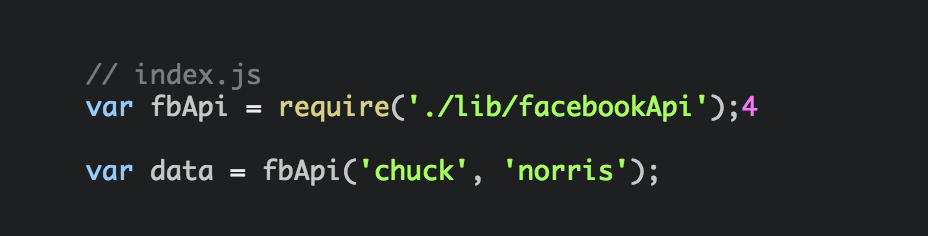 // index.js
var fbApi = require('./lib/facebookApi');4
var data = fbApi('chuck', 'norris');